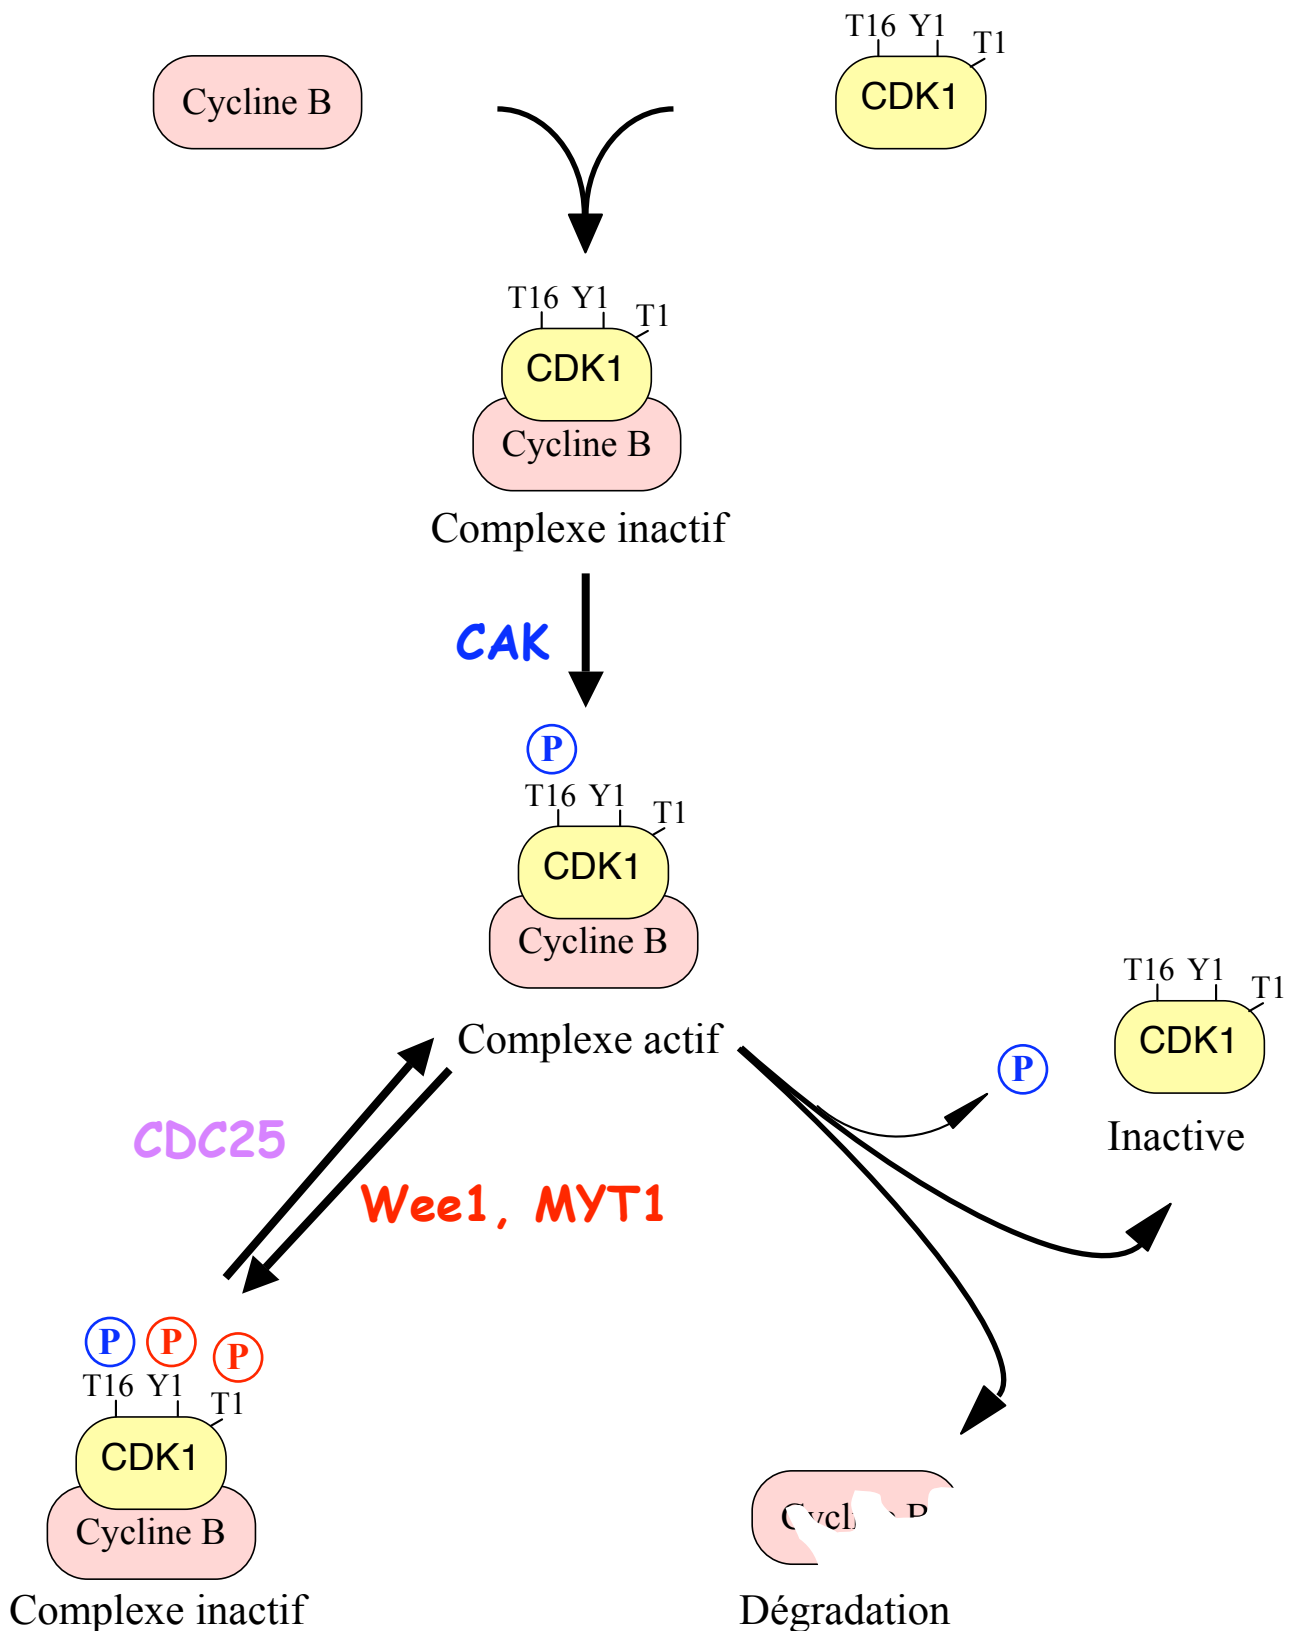 T16 Y1 T1
Cycline B
CDK1
T16 Y1 T1
CDK1
Cycline B
Complexe inactif
CAK
P
T16 Y1 T1
CDK1
Cycline B
Complexe actif
T16 Y1 T1
CDK1
P
Inactive
CDC25
Wee1, MYT1
P P P
T16 Y1 T1
CDK1
Cycline B
Complexe inactif
Dégradation